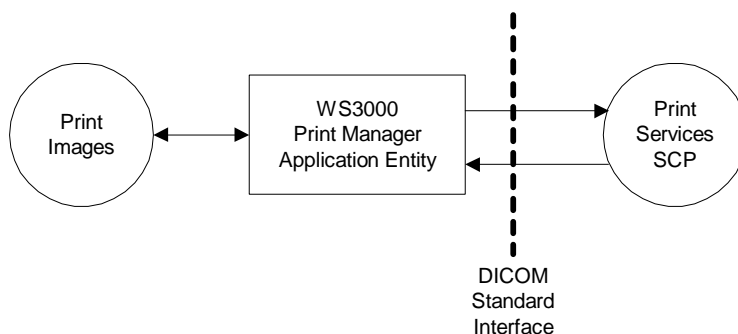 Print
Images
WS3000
Print Manager
Application Entity
Print
Services
SCP
DICOM
Standard
Interface